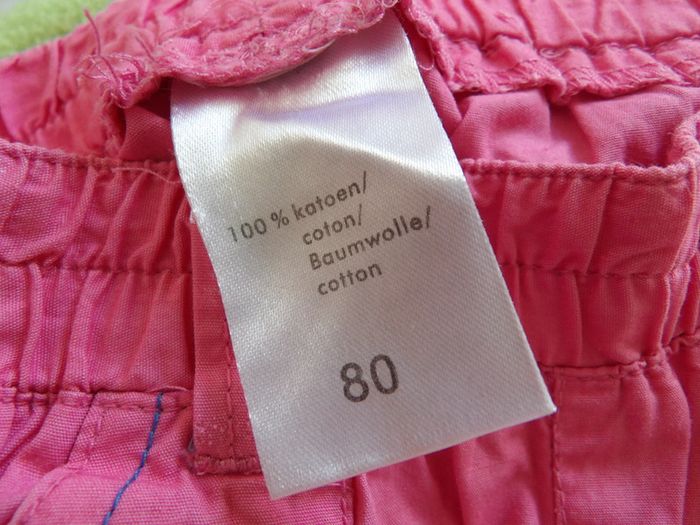 100 % katoen/
coton/
Baumwolle/
cotton
80